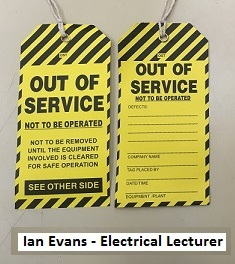 OUT OF
SERVICE
NOT TO BE OPERATED
NOT TO BE REMOVED
UNTIL THE EQUIPMENT
INVOLVED IS CLEARED
FOR SAFE OPERATION
SEE OTHER SIDE
OUT OF
SERVICE
NOT TO BE OPERATED
DEFECTS:
COMPANY NAME
TAG PLACED BY
DATE/TIME
EQUIPMENT /PLANT
Ian Evans - Electrical Lecturer